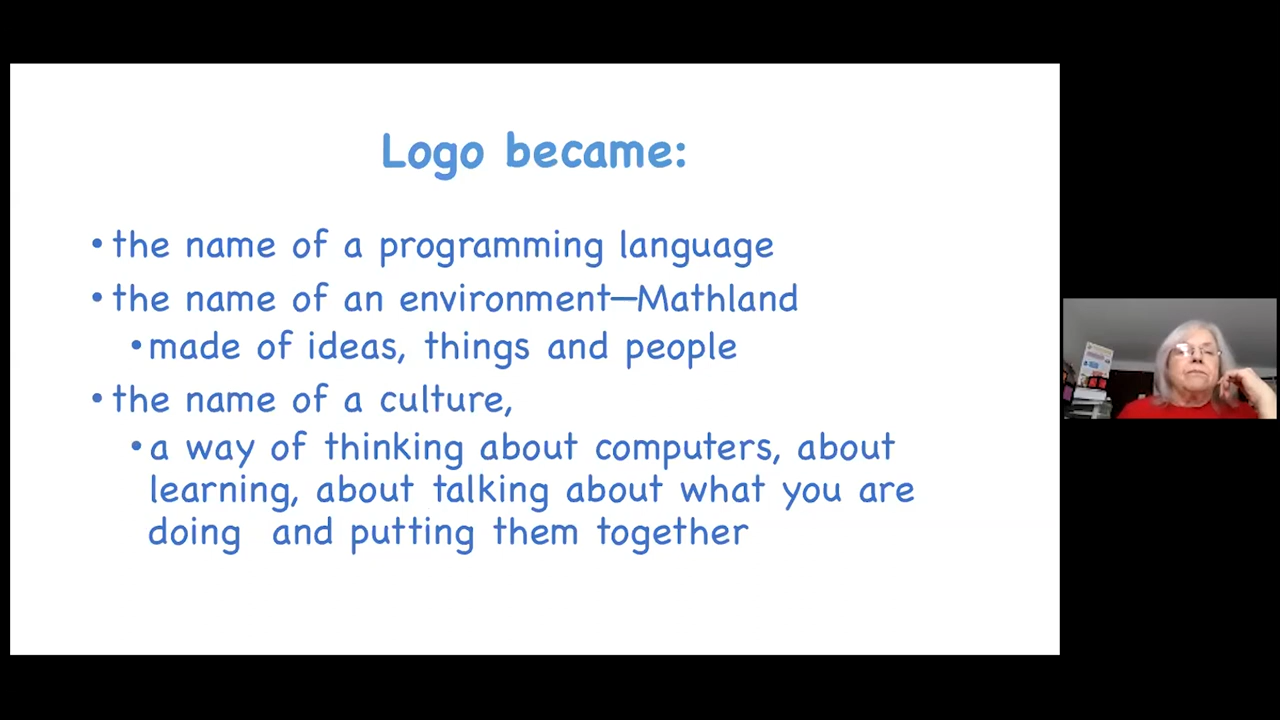 Logo became:
• the name of a programming language
• the name of an environment—Mathland
• made of ideas, things and people
• the name of a culture,
• a way of thinking about computers, about
learning, about talking about what you are
doing  and putting them together